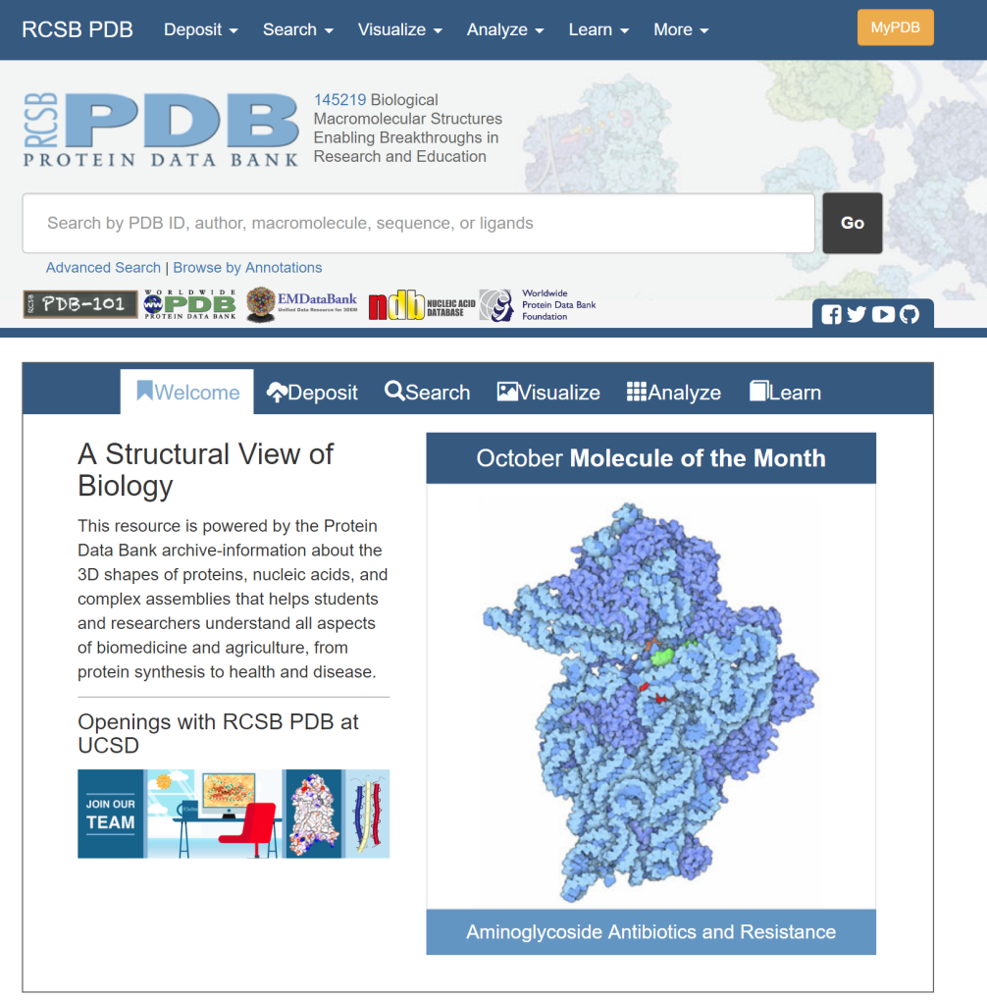 RCSB PDB Deposit Search Visualize Analyze Learn More MyPDB
RCSB
PDB
PROTEIN DATA BANK
145219 Biological
Macromolecular Structures
Enabling Breakthroughs in
Research and Education
Search by PDB ID, author, macromolecule, sequence, or ligands
Go
Advanced Search | Browse by Annotations
RCSB PDB-101
WORLDWIDE
ww PDB
PROTEIN DATA BANK
EMDataBank
Unified Data Resource for 3DEM
ndb NUCLEIC ACID
DATABASE
Worldwide
Protein Data Bank
Foundation
Welcome Deposit Search Visualize Analyze Learn
A Structural View of
Biology
This resource is powered by the Protein
Data Bank archive-information about the
3D shapes of proteins, nucleic acids, and
complex assemblies that helps students
and researchers understand all aspects
of biomedicine and agriculture, from
protein synthesis to health and disease.
Openings with RCSB PDB at
UCSD
JOIN OUR
TEAM
October Molecule of the Month
Aminoglycoside Antibiotics and Resistance